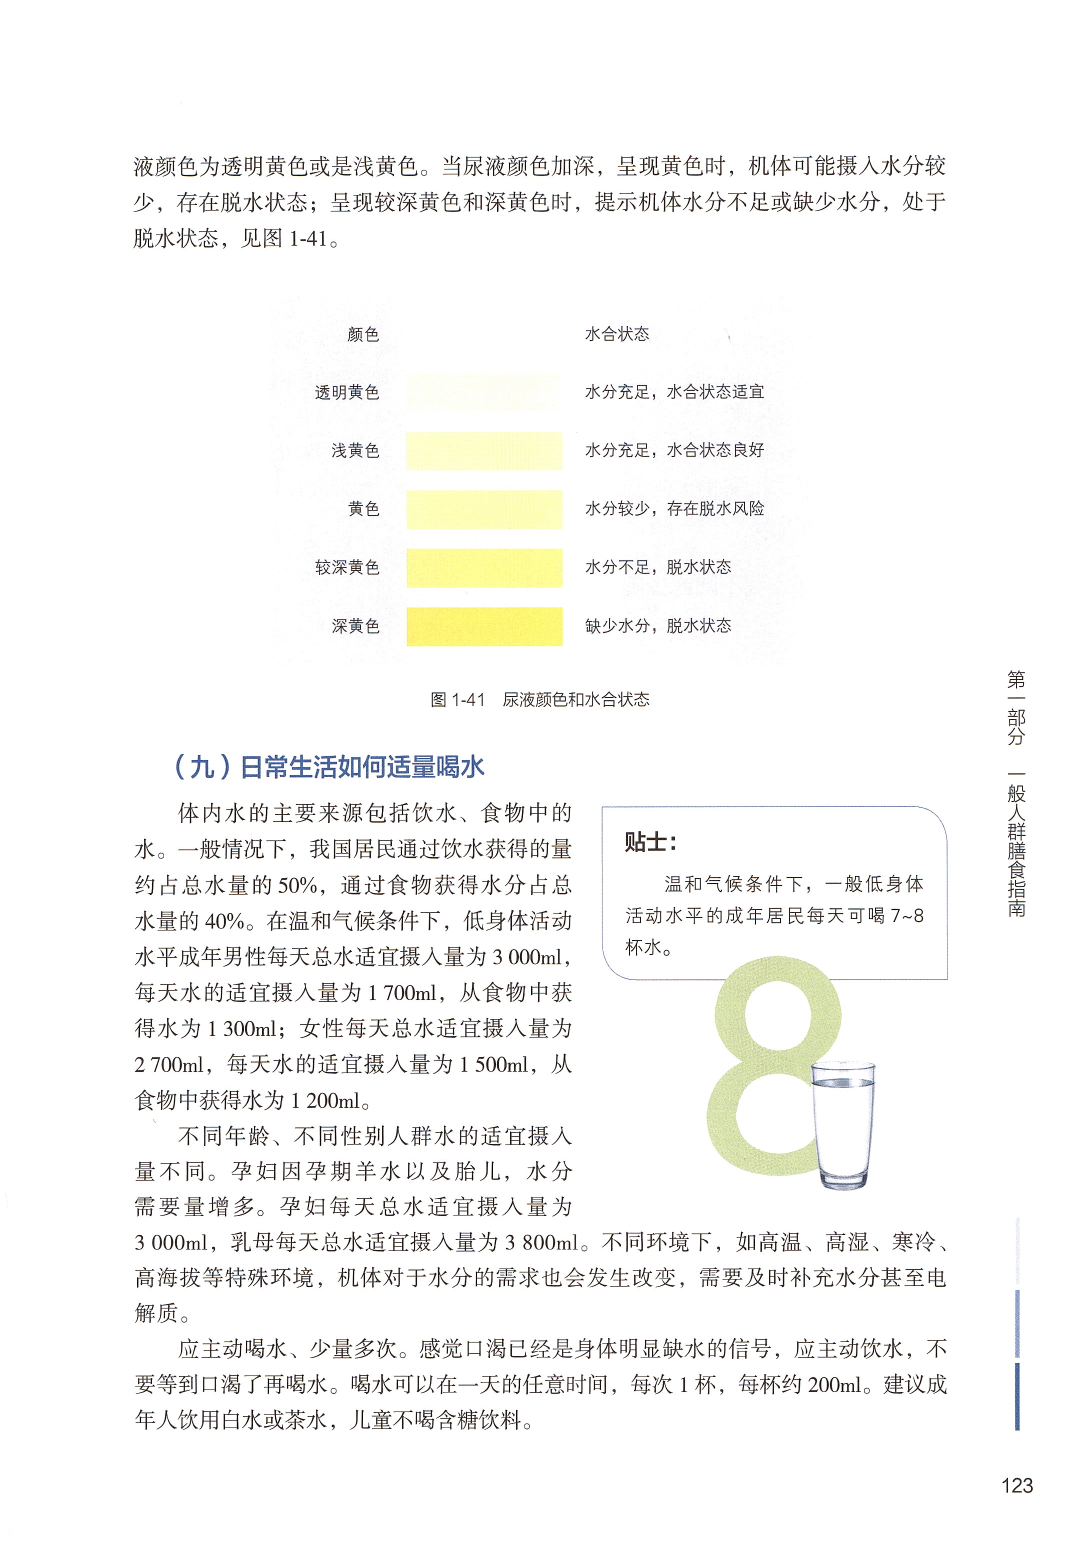 液颜色为透明黄色或是浅黄色。当尿液颜色加深，呈现黄色时，机体可能摄入水分较
少，存在脱水状态；呈现较深黄色和深黄色时，提示机体水分不足或缺少水分，处于
脱水状态，见图 1-41。
颜色 水合状态
透明黄色 水分充足，水合状态适宜
浅黄色 水分充足，水合状态良好
黄色 水分较少，存在脱水风险
较深黄色 水分不足，脱水状态
深黄色 缺少水分，脱水状态
图 1-41 尿液颜色和水合状态
（九）日常生活如何适量喝水
体内水的主要来源包括饮水、食物中的
水。一般情况下，我国居民通过饮水获得的量
约占总水量的 50%，通过食物获得水分占总
水量的 40%。在温和气候条件下，低身体活动
水平成年男性每天总水适宜摄入量为 3 000ml，
每天水的适宜摄入量为 1 700ml，从食物中获
得水为 1 300ml；女性每天总水适宜摄入量为
2 700ml，每天水的适宜摄入量为 1 500ml，从
食物中获得水为 1 200ml。
贴士：
温和气候条件下，一般低身体
活动水平的成年居民每天可喝 7~8
杯水。
8
不同年龄、不同性别人群水的适宜摄入
量不同。孕妇因孕期羊水以及胎儿，水分
需要量增多。孕妇每天总水适宜摄入量为
3 000ml，乳母每天总水适宜摄入量为 3 800ml。不同环境下，如高温、高湿、寒冷、
高海拔等特殊环境，机体对于水分的需求也会发生改变，需要及时补充水分甚至电
解质。
应主动喝水、少量多次。感觉口渴已经是身体明显缺水的信号，应主动饮水，不
要等到口渴了再喝水。喝水可以在一天的任意时间，每次 1 杯，每杯约 200ml。建议成
年人饮用白水或茶水，儿童不喝含糖饮料。
第一部分 一般人群膳食指南
123